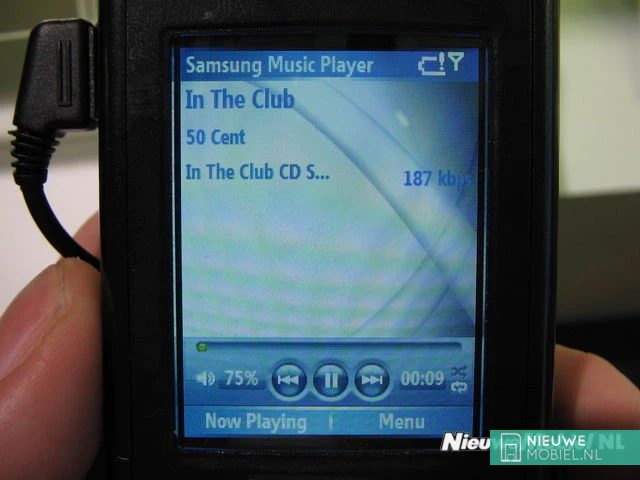 Samsung Music Player
In The Club
50 Cent
In The Club CD S...
187 kbps
75%
00:09
Now Playing
Menu
NIEUWE
MOBIEL.NL